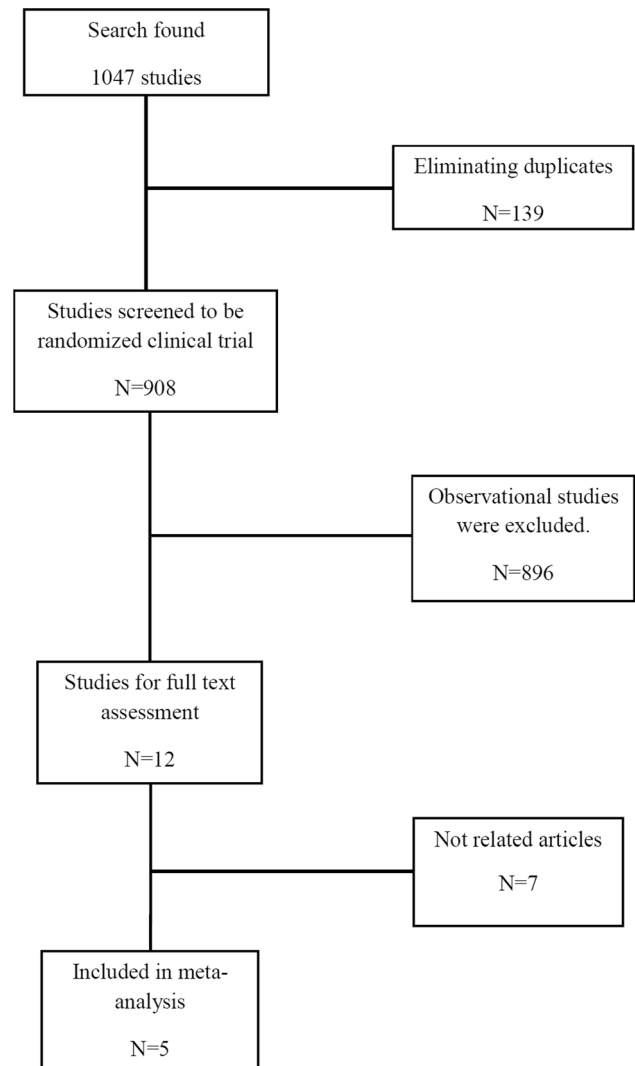 Search found
1047 studies
Eliminating duplicates
N=139
Studies screened to be
randomized clinical trial
N=908
Observational studies
were excluded.
N=896
Studies for full text
assessment
N=12
Not related articles
N=7
Included in meta-
analysis
N=5